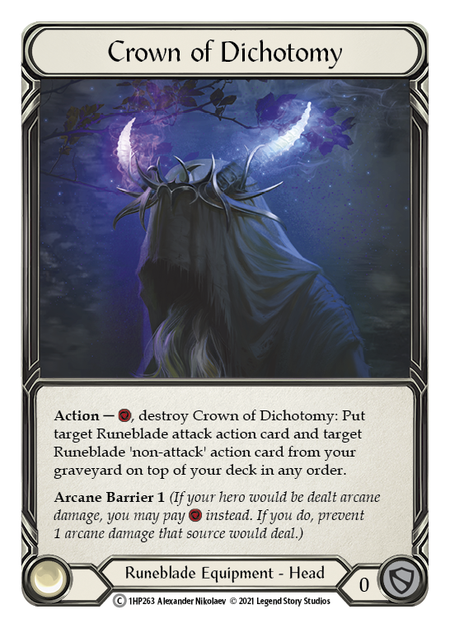 Crown of Dichotomy
Action — , destroy Crown of Dichotomy: Put
target Runeblade attack action card and target
Runeblade 'non-attack' action card from your
graveyard on top of your deck in any order.
Arcane Barrier 1 (If your hero would be dealt arcane
damage, you may pay instead. If you do, prevent
1 arcane damage that source would deal.)
Runeblade Equipment - Head
0
C 1HP263 Alexander Nikolaev © 2021 Legend Story Studios